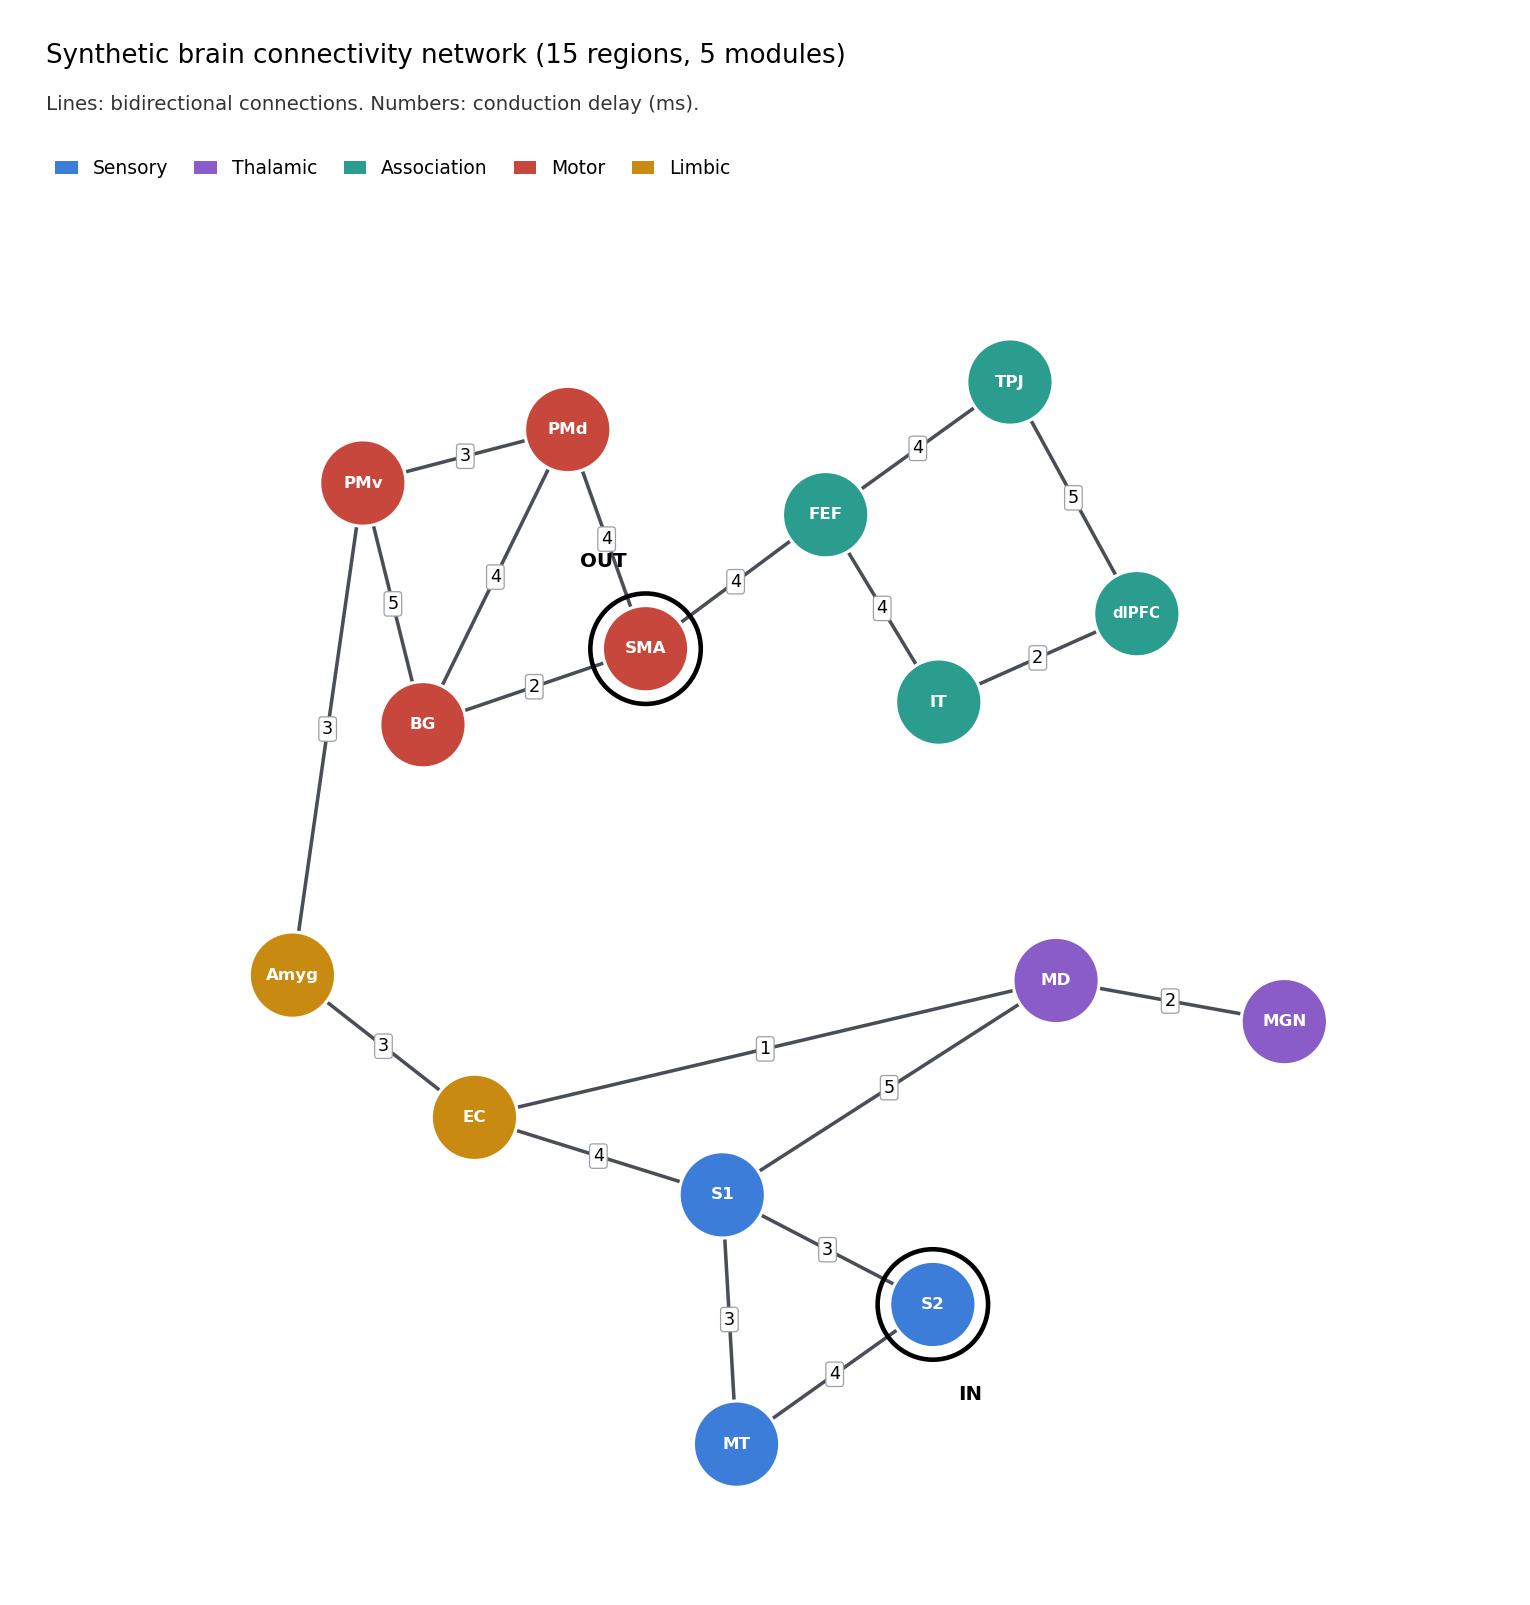 Synthetic brain connectivity network (15 regions, 5 modules)
Lines: bidirectional connections. Numbers: conduction delay (ms).
Sensory Thalamic Association Motor Limbic
TPJ
PMd
4
3
PMv
5
FEF
4
OUT
4
4
4
5
dlPFC
SMA
2
2
IT
BG
3
Amyg
MD
2
MGN
3
1
5
EC
4
S1
3
S2
3
4
IN
MT